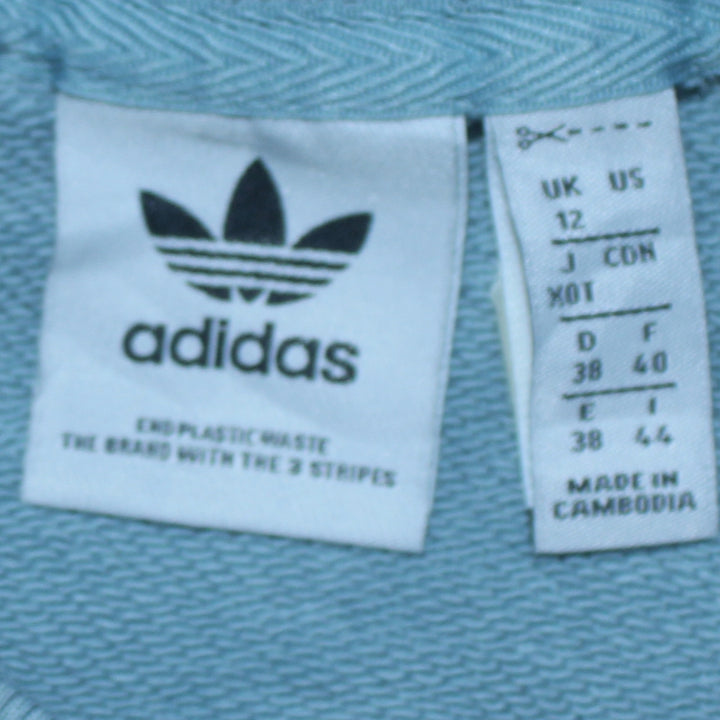 adidas
END PLASTIC WASTE
THE BRAND WITH THE 3 STRIPES
UK US
12
J CDN
XOT
D F
38 40
E I
38 44
MADE IN
CAMBODIA